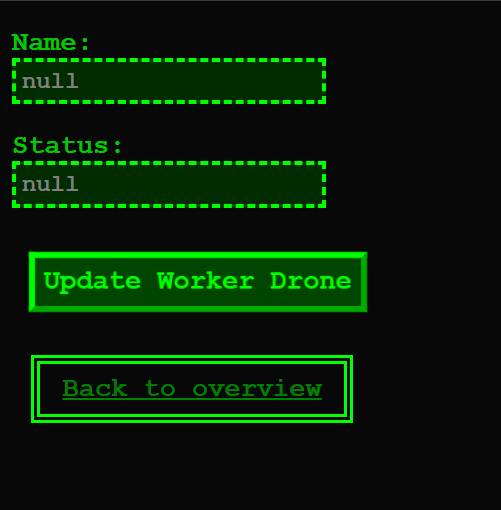 Name:
null
Status:
null
Update Worker Drone
Back to overview